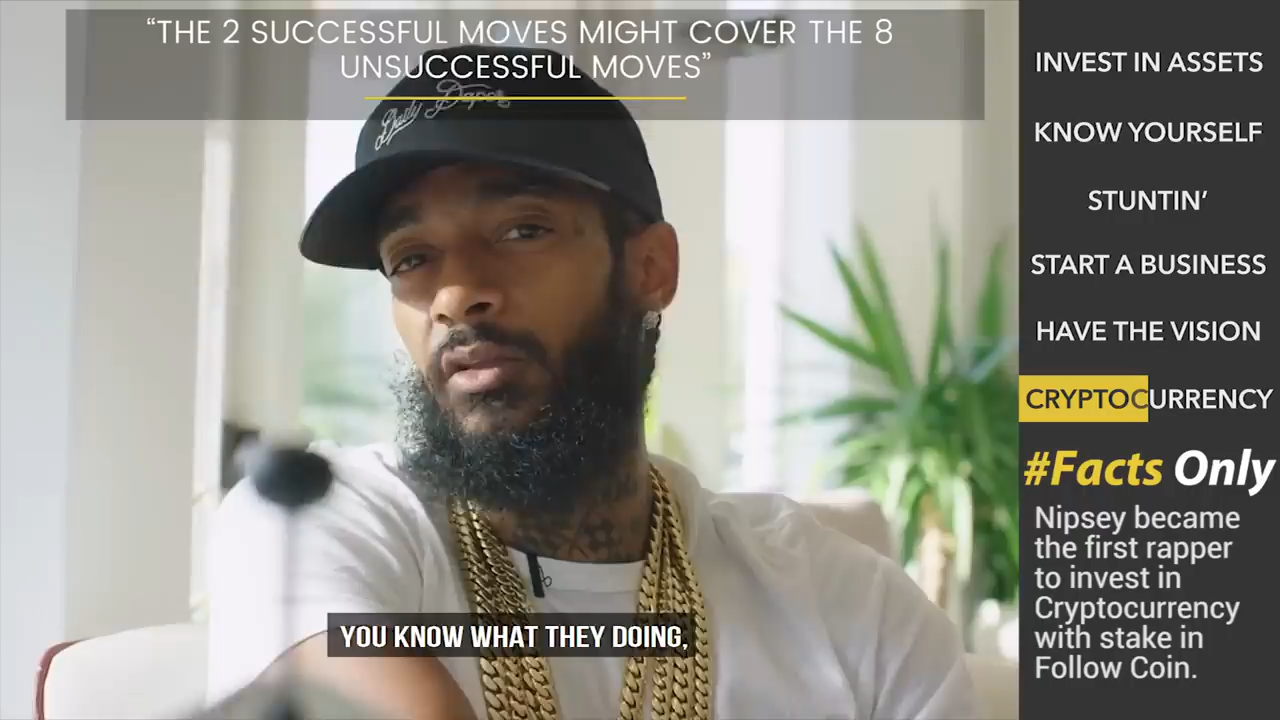 “THE 2 SUCCESSFUL MOVES MIGHT COVER THE 8
UNSUCCESSFUL MOVES”
Daily Paper
YOU KNOW WHAT THEY DOING,
INVEST IN ASSETS
KNOW YOURSELF
STUNTIN’
START A BUSINESS
HAVE THE VISION
CRYPTOCURRENCY
#Facts Only
Nipsey became
the first rapper
to invest in
Cryptocurrency
with stake in
Follow Coin.